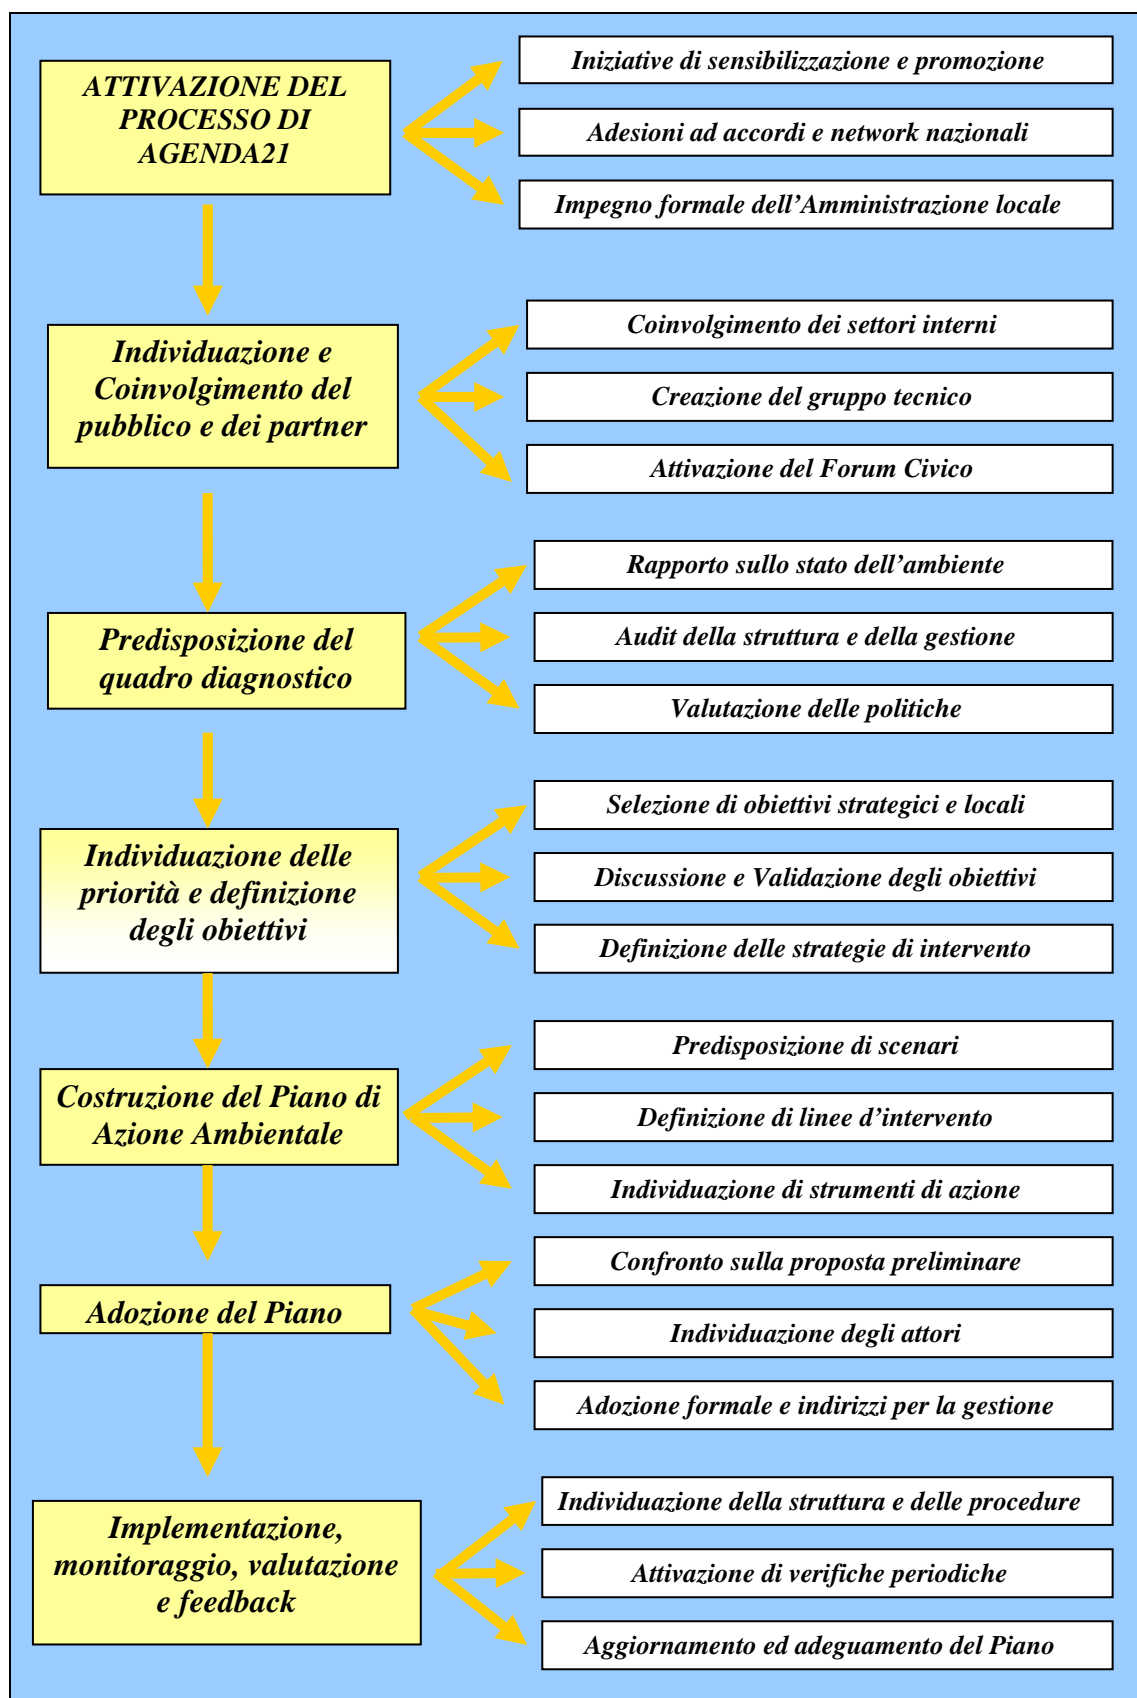 ATTIVAZIONE DEL
PROCESSO DI
AGENDA21
Iniziative di sensibilizzazione e promozione
Adesioni ad accordi e network nazionali
Impegno formale dell’Amministrazione locale
Individuazione e
Coinvolgimento del
pubblico e dei partner
Coinvolgimento dei settori interni
Creazione del gruppo tecnico
Attivazione del Forum Civico
Predisposizione del
quadro diagnostico
Rapporto sullo stato dell’ambiente
Audit della struttura e della gestione
Valutazione delle politiche
Individuazione delle
priorità e definizione
degli obiettivi
Selezione di obiettivi strategici e locali
Discussione e Validazione degli obiettivi
Definizione delle strategie di intervento
Costruzione del Piano di
Azione Ambientale
Predisposizione di scenari
Definizione di linee d’intervento
Individuazione di strumenti di azione
Adozione del Piano
Confronto sulla proposta preliminare
Individuazione degli attori
Adozione formale e indirizzi per la gestione
Implementazione,
monitoraggio, valutazione
e feedback
Individuazione della struttura e delle procedure
Attivazione di verifiche periodiche
Aggiornamento ed adeguamento del Piano